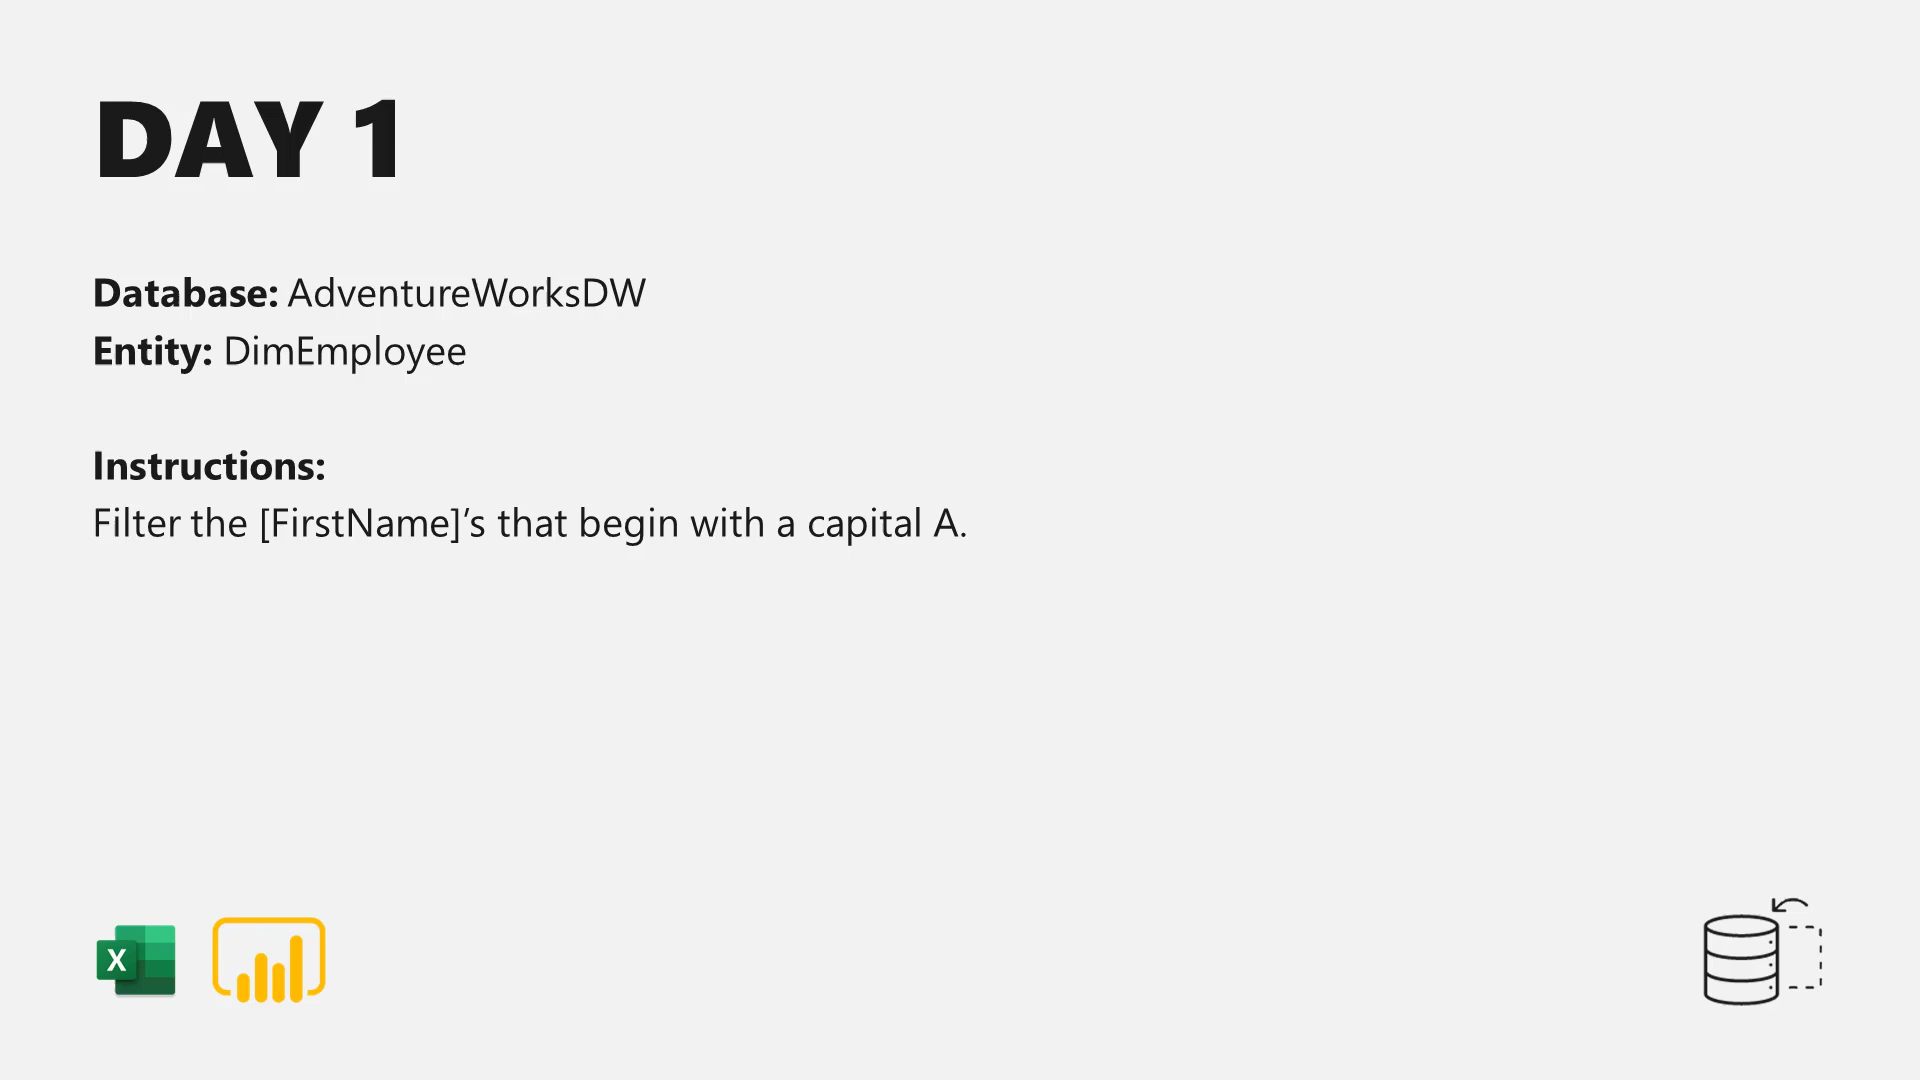 DAY 1
Database: AdventureWorksDW
Entity: DimEmployee
Instructions:
Filter the [FirstName]’s that begin with a capital A.
X